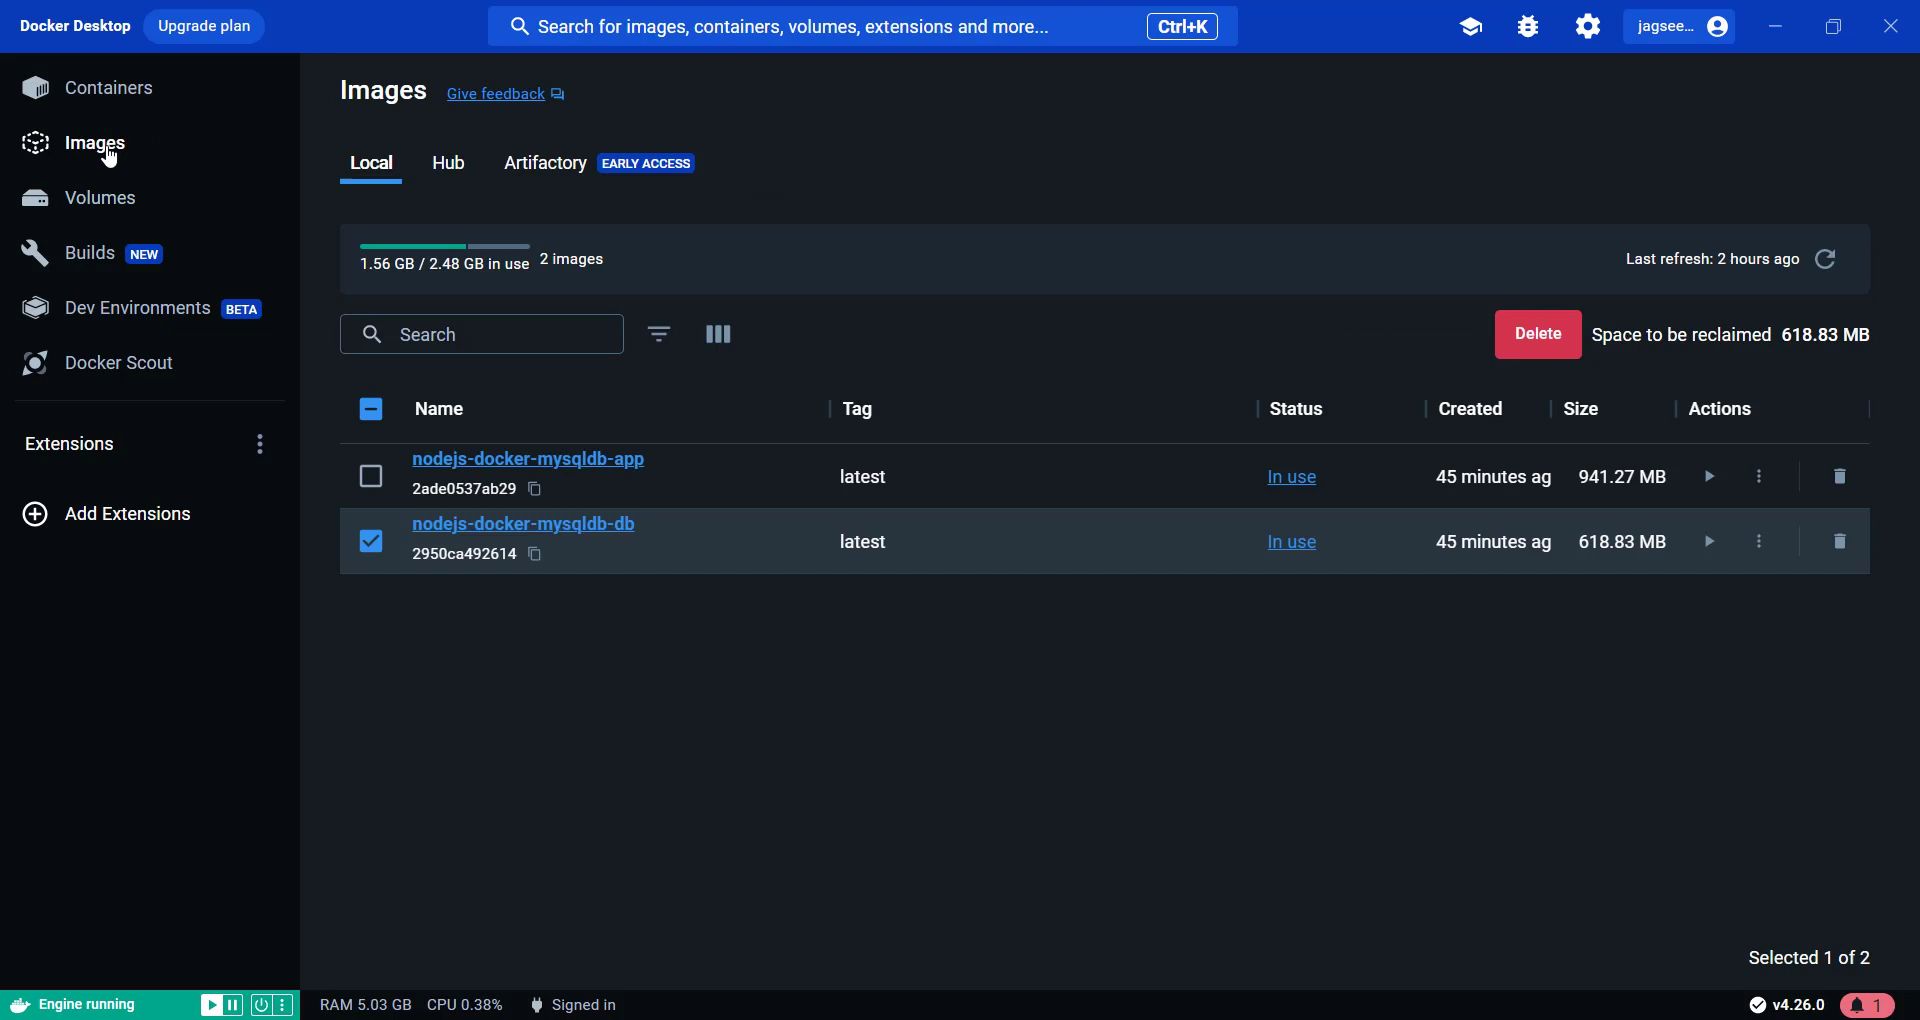 Docker Desktop Upgrade plan Search for images, containers, volumes, extensions and more... Ctrl+K jagsee...
Containers
Images
Volumes
Builds NEW
Dev Environments BETA
Docker Scout
Extensions
Add Extensions
Images Give feedback
Local Hub Artifactory EARLY ACCESS
1.56 GB / 2.48 GB in use 2 images Last refresh: 2 hours ago
Search Delete Space to be reclaimed 618.83 MB
Name Tag Status Created Size Actions
nodejs-docker-mysqldb-app
2ade0537ab29 latest In use 45 minutes ag 941.27 MB
nodejs-docker-mysqldb-db
2950ca492614 latest In use 45 minutes ag 618.83 MB
Selected 1 of 2
Engine running RAM 5.03 GB CPU 0.38% Signed in v4.26.0 1